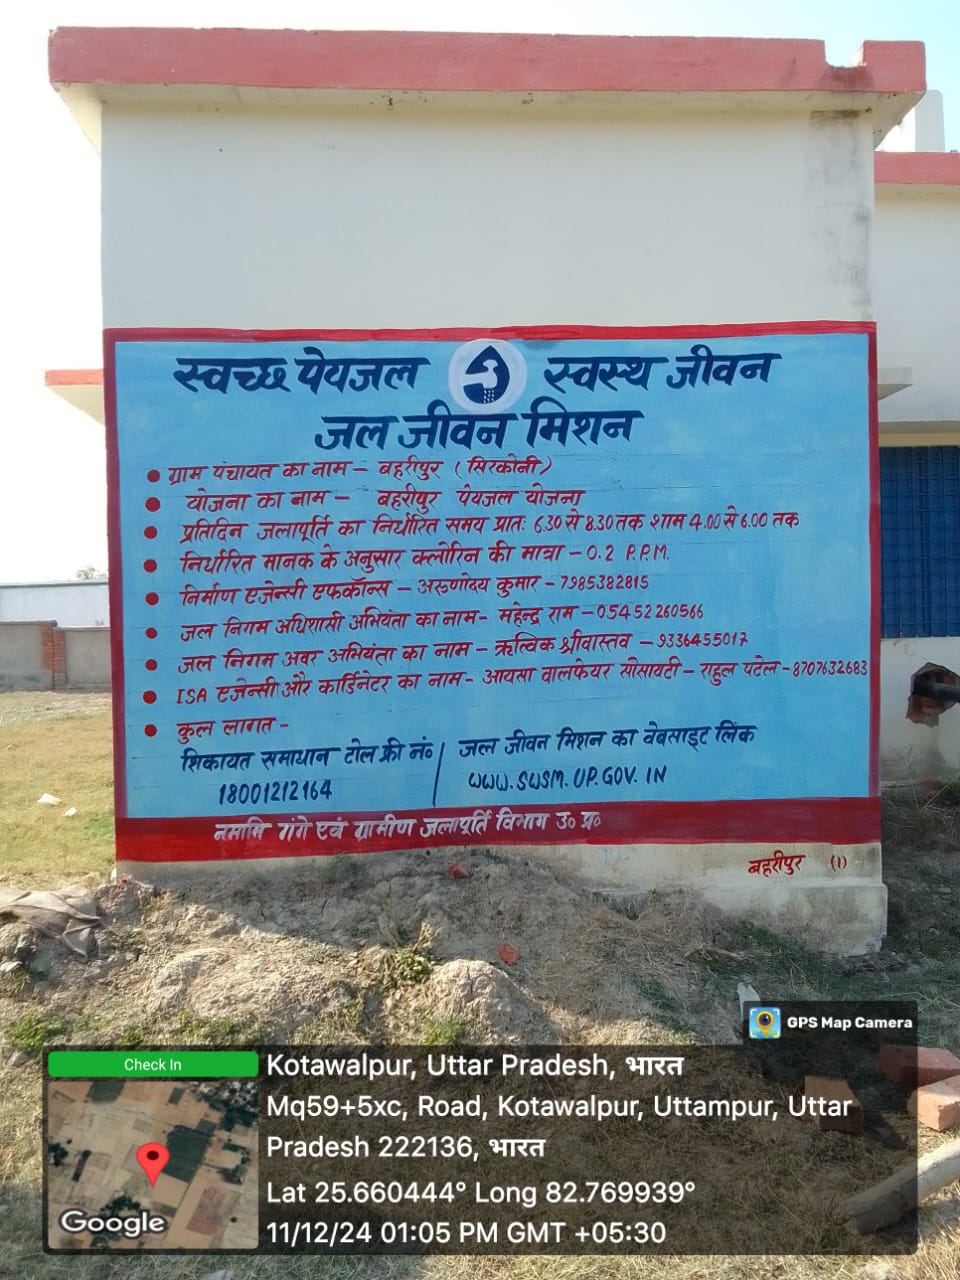 स्वच्छ पेयजल स्वस्थ जीवन
जल जीवन मिशन
ग्राम पंचायत का नाम – बहरीपुर (सिरकोनी)
योजना का नाम – बहरीपुर पेयजल योजना
प्रतिदिन जलापूर्ति का निर्धारित समय प्रातः 6.30 से 8.30 तक शाम 4.00 से 6.00 तक
निर्धारित मानक के अनुसार क्लोरिन की मात्रा – 0.2 P.P.M.
निर्माण एजेन्सी एफकॉन्स – अरुणोदय कुमार – 7985382815
जल निगम अधिशासी अभियंता का नाम – महेन्द्र राम – 05452260566
जल निगम अवर अभियंता का नाम – ऋत्विक श्रीवास्तव – 9336455017
ISA एजेन्सी और कार्डिनेटर का नाम – आयसा वालफेयर सोसायटी – राहुल पटेल – 8707632683
कुल लागत –
शिकायत समाधान टोल फ्री नं० / जल जीवन मिशन का वेबसाइट लिंक
18001212164 WWW.SWSM.UP.GOV.IN
नमामि गंगे एवं ग्रामीण जलापूर्ति विभाग उ० प्र०
बहरीपुर (1)
GPS Map Camera
Check In
Kotawalpur, Uttar Pradesh, भारत
Mq59+5xc, Road, Kotawalpur, Uttampur, Uttar
Pradesh 222136, भारत
Lat 25.660444° Long 82.769939°
11/12/24 01:05 PM GMT +05:30
Google